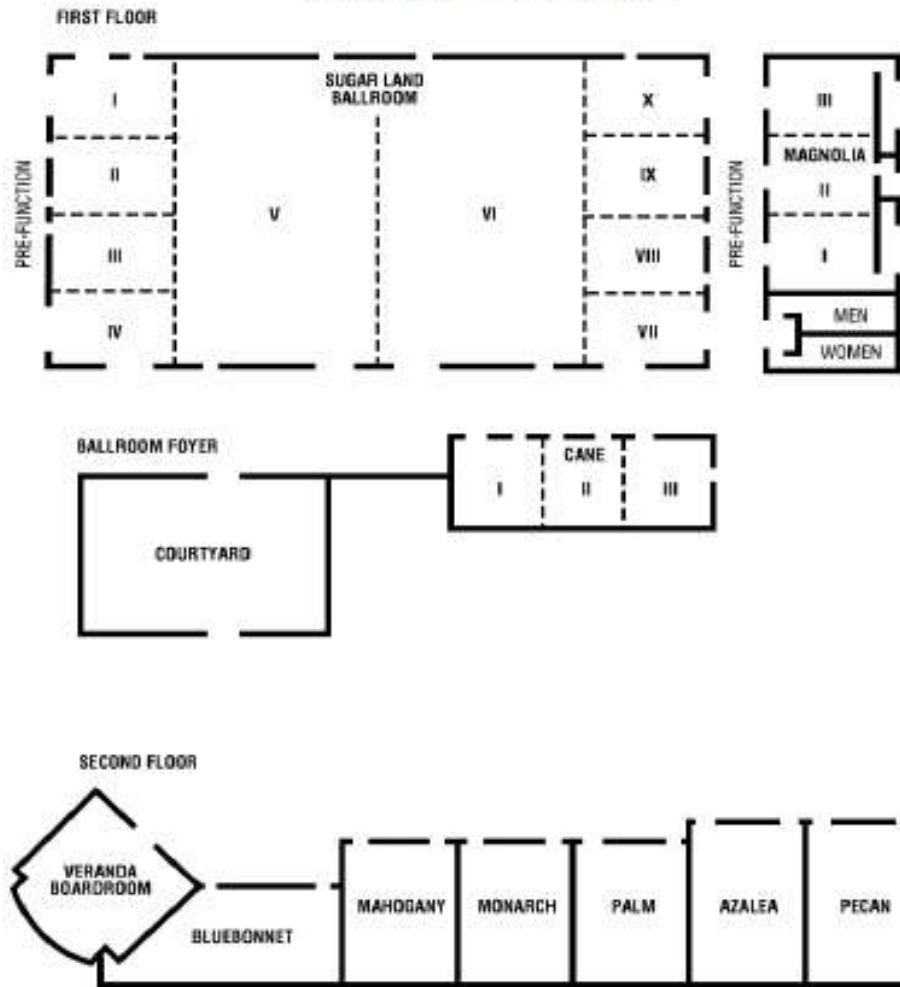 FIRST FLOOR
PRE-FUNCTION
I
II
III
IV
SUGAR LAND
BALLROOM
V
VI
X
IX
VIII
VII
PRE-FUNCTION
III
MAGNOLIA
II
I
MEN
WOMEN
BALLROOM FOYER
COURTYARD
CANE
I
II
III
SECOND FLOOR
VERANDA
BOARDROOM
BLUEBONNET
MAHOGANY
MONARCH
PALM
AZALEA
PECAN